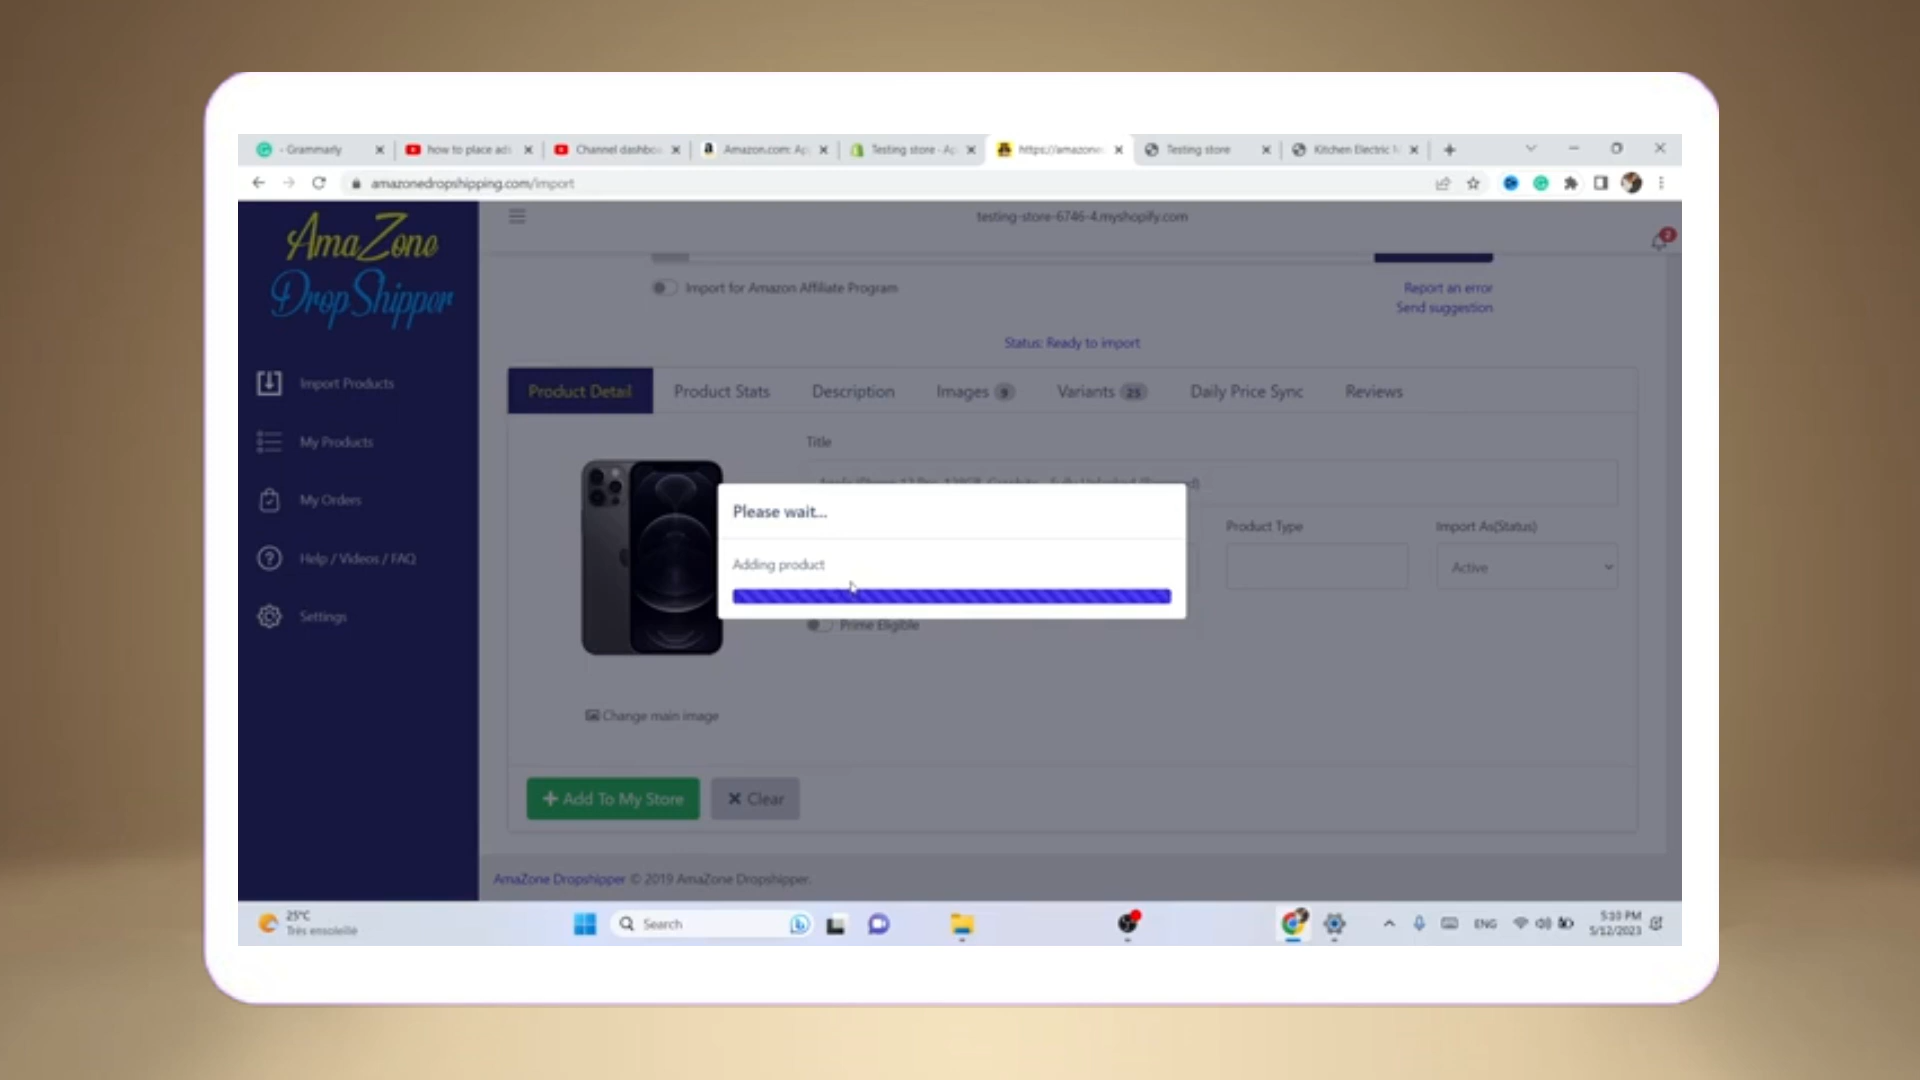 - Grammarly
how to place ads
Channel dashboa
Amazon.com: Ap
Testing store · Ap
https://amazone
Testing store
Kitchen Electric
amazonedropshipping.com/import
AmaZone
DropShipper
testing-store-6746-4.myshopify.com
2
Import for Amazon Affiliate Program
Report an error
Send suggestion
Status: Ready to import
Import Products
My Products
My Orders
Help / Videos / FAQ
Settings
Product Detail
Product Stats
Description
Images 9
Variants 25
Daily Price Sync
Reviews
Title
Please wait...
Adding product
Product Type
Import As(Status)
Active
Prime Eligible
Change main image
+ Add To My Store
Clear
AmaZone Dropshipper © 2019 AmaZone Dropshipper.
25°C
Très ensoleillé
Search
ENG
5:10 PM
5/12/2023